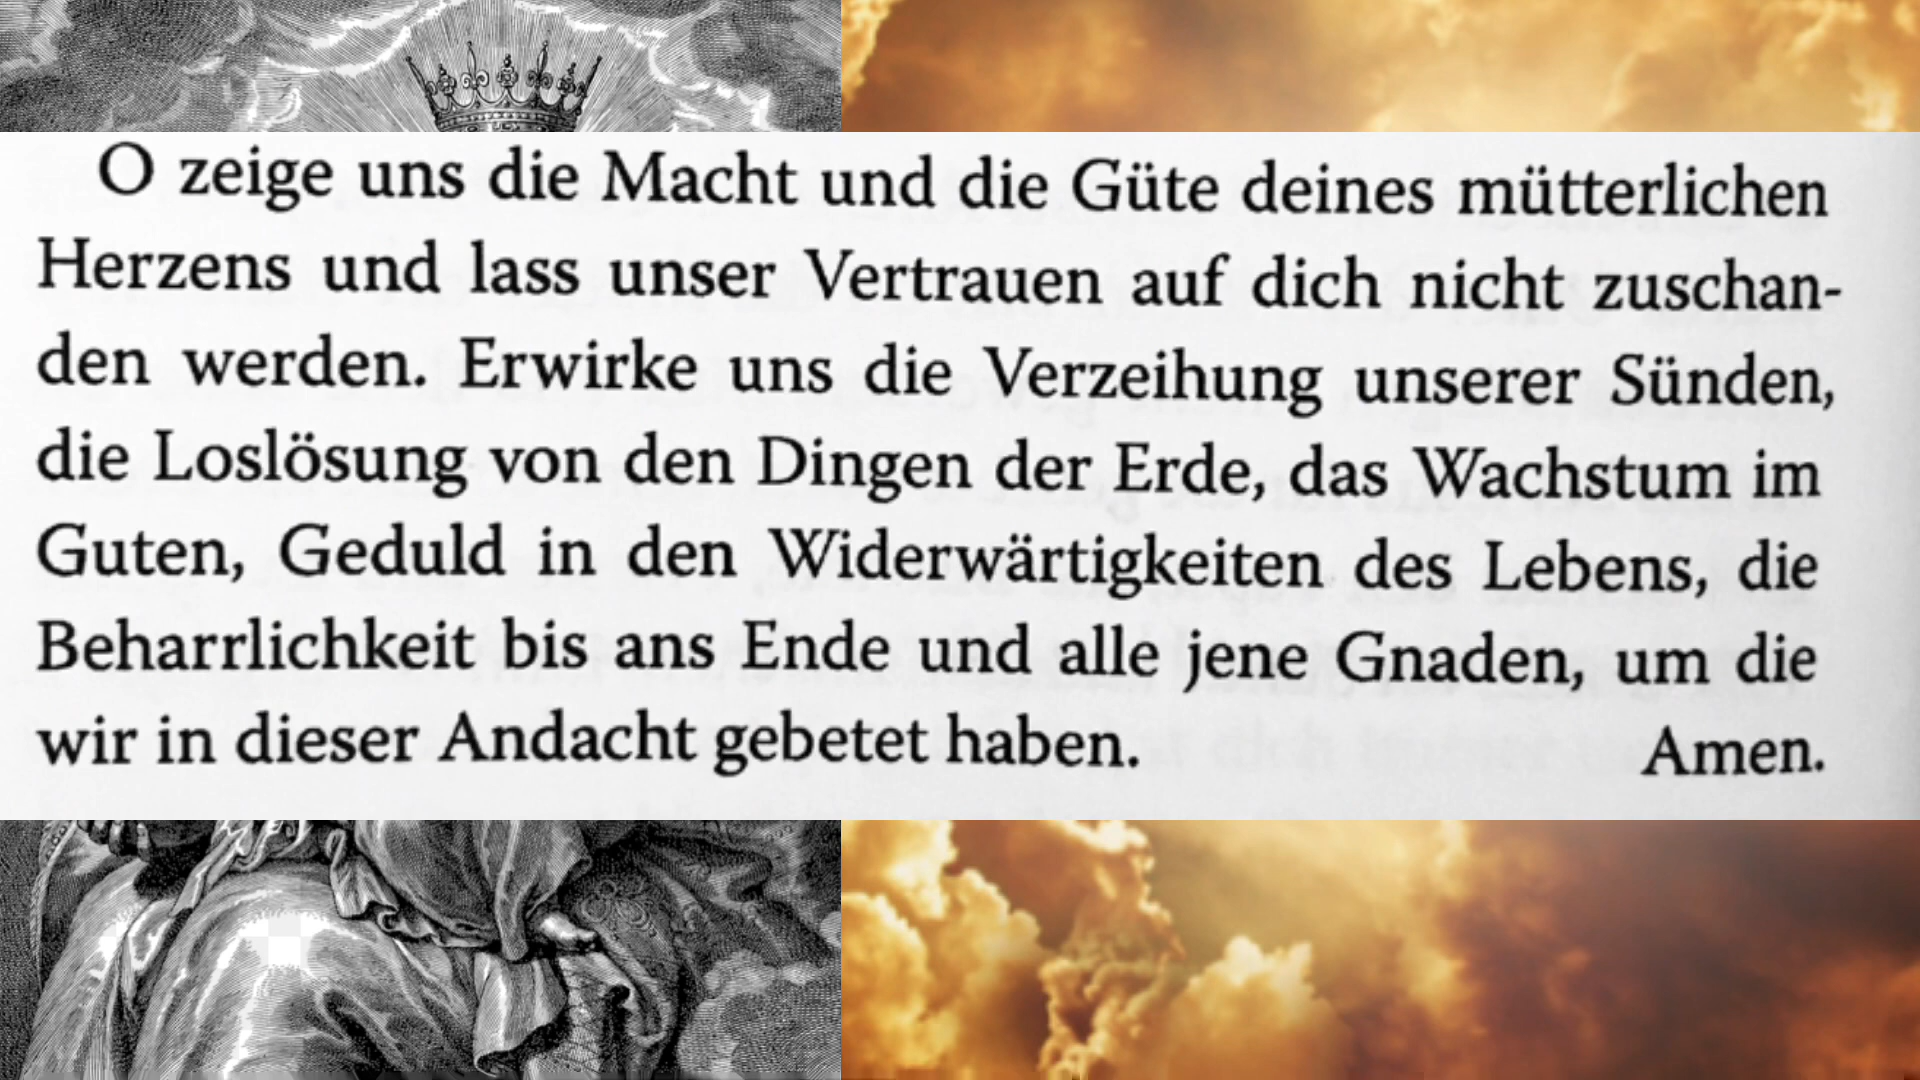 O zeige uns die Macht und die Güte deines mütterlichen
Herzens und lass unser Vertrauen auf dich nicht zuschan-
den werden. Erwirke uns die Verzeihung unserer Sünden,
die Loslösung von den Dingen der Erde, das Wachstum im
Guten, Geduld in den Widerwärtigkeiten des Lebens, die
Beharrlichkeit bis ans Ende und alle jene Gnaden, um die
wir in dieser Andacht gebetet haben. Amen.